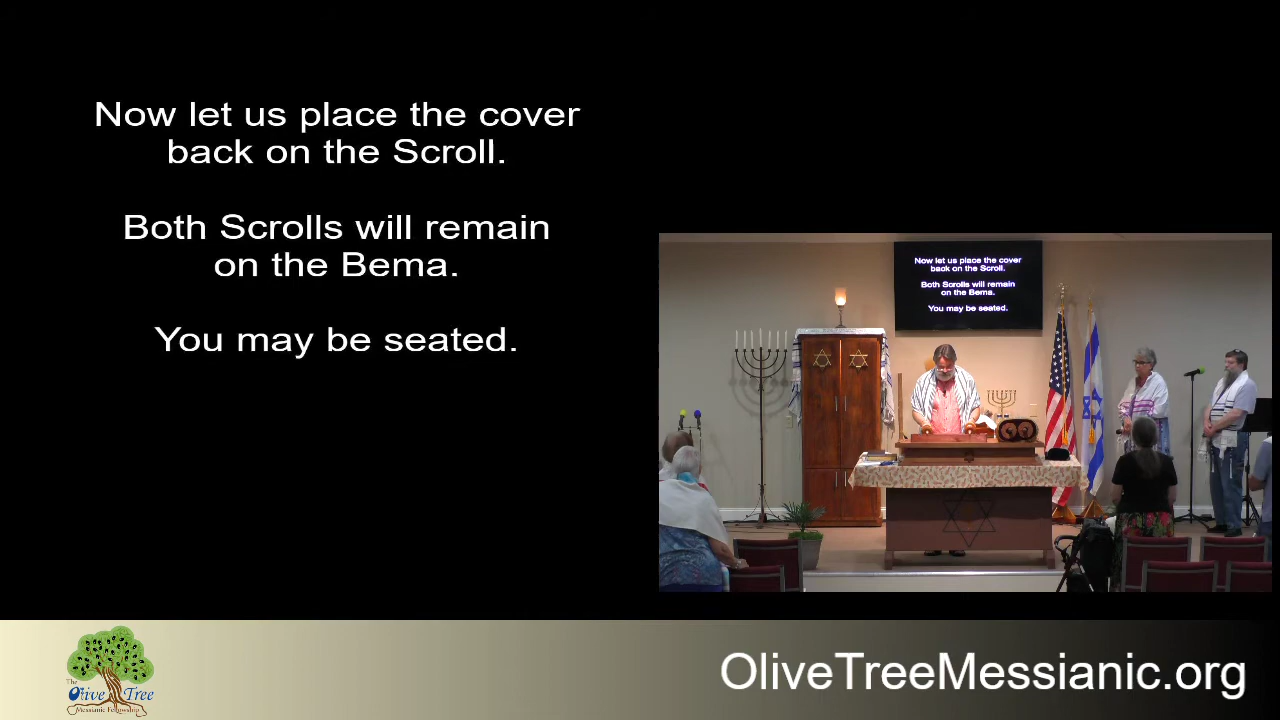 Now let us place the cover
back on the Scroll.
Both Scrolls will remain
on the Bema.
You may be seated.
Now let us place the cover
back on the Scroll.
Both Scrolls will remain
on the Bema.
You may be seated.
The
Olive Tree
Messianic Fellowship
OliveTreeMessianic.org